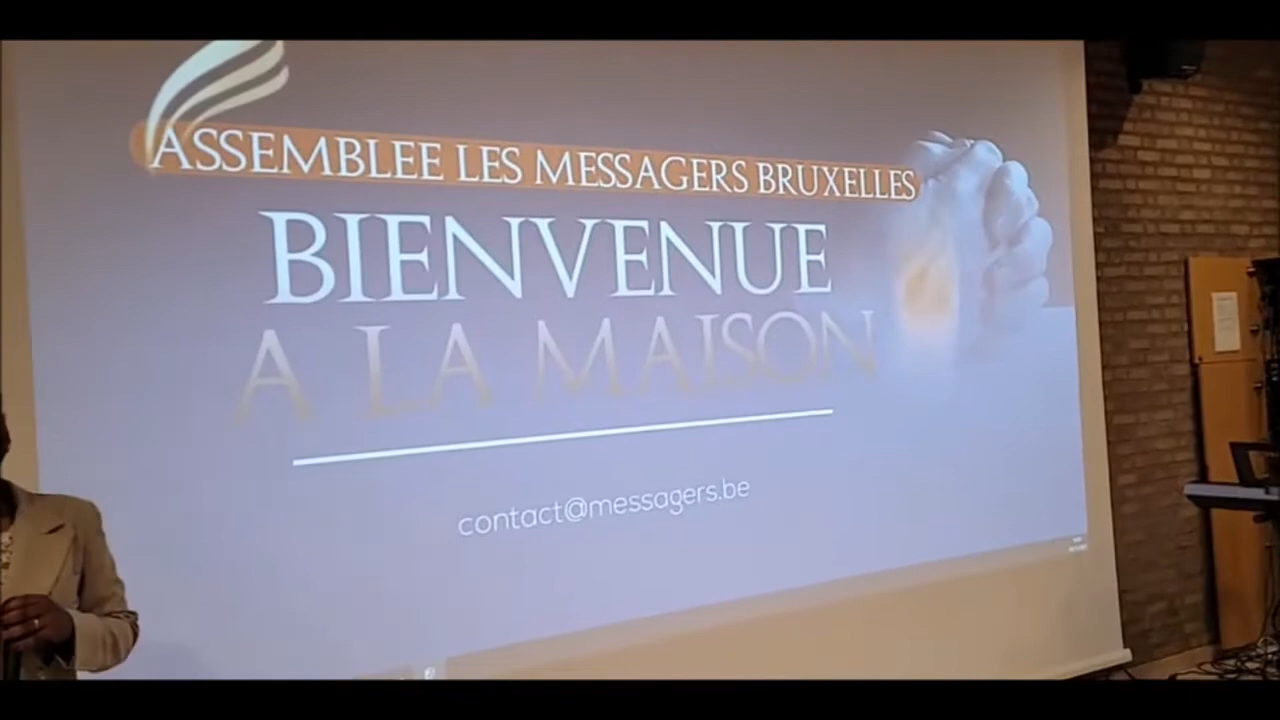 ASSEMBLEE LES MESSAGERS BRUXELLES
BIENVENUE
A LA MAISON
contact@messagers.be